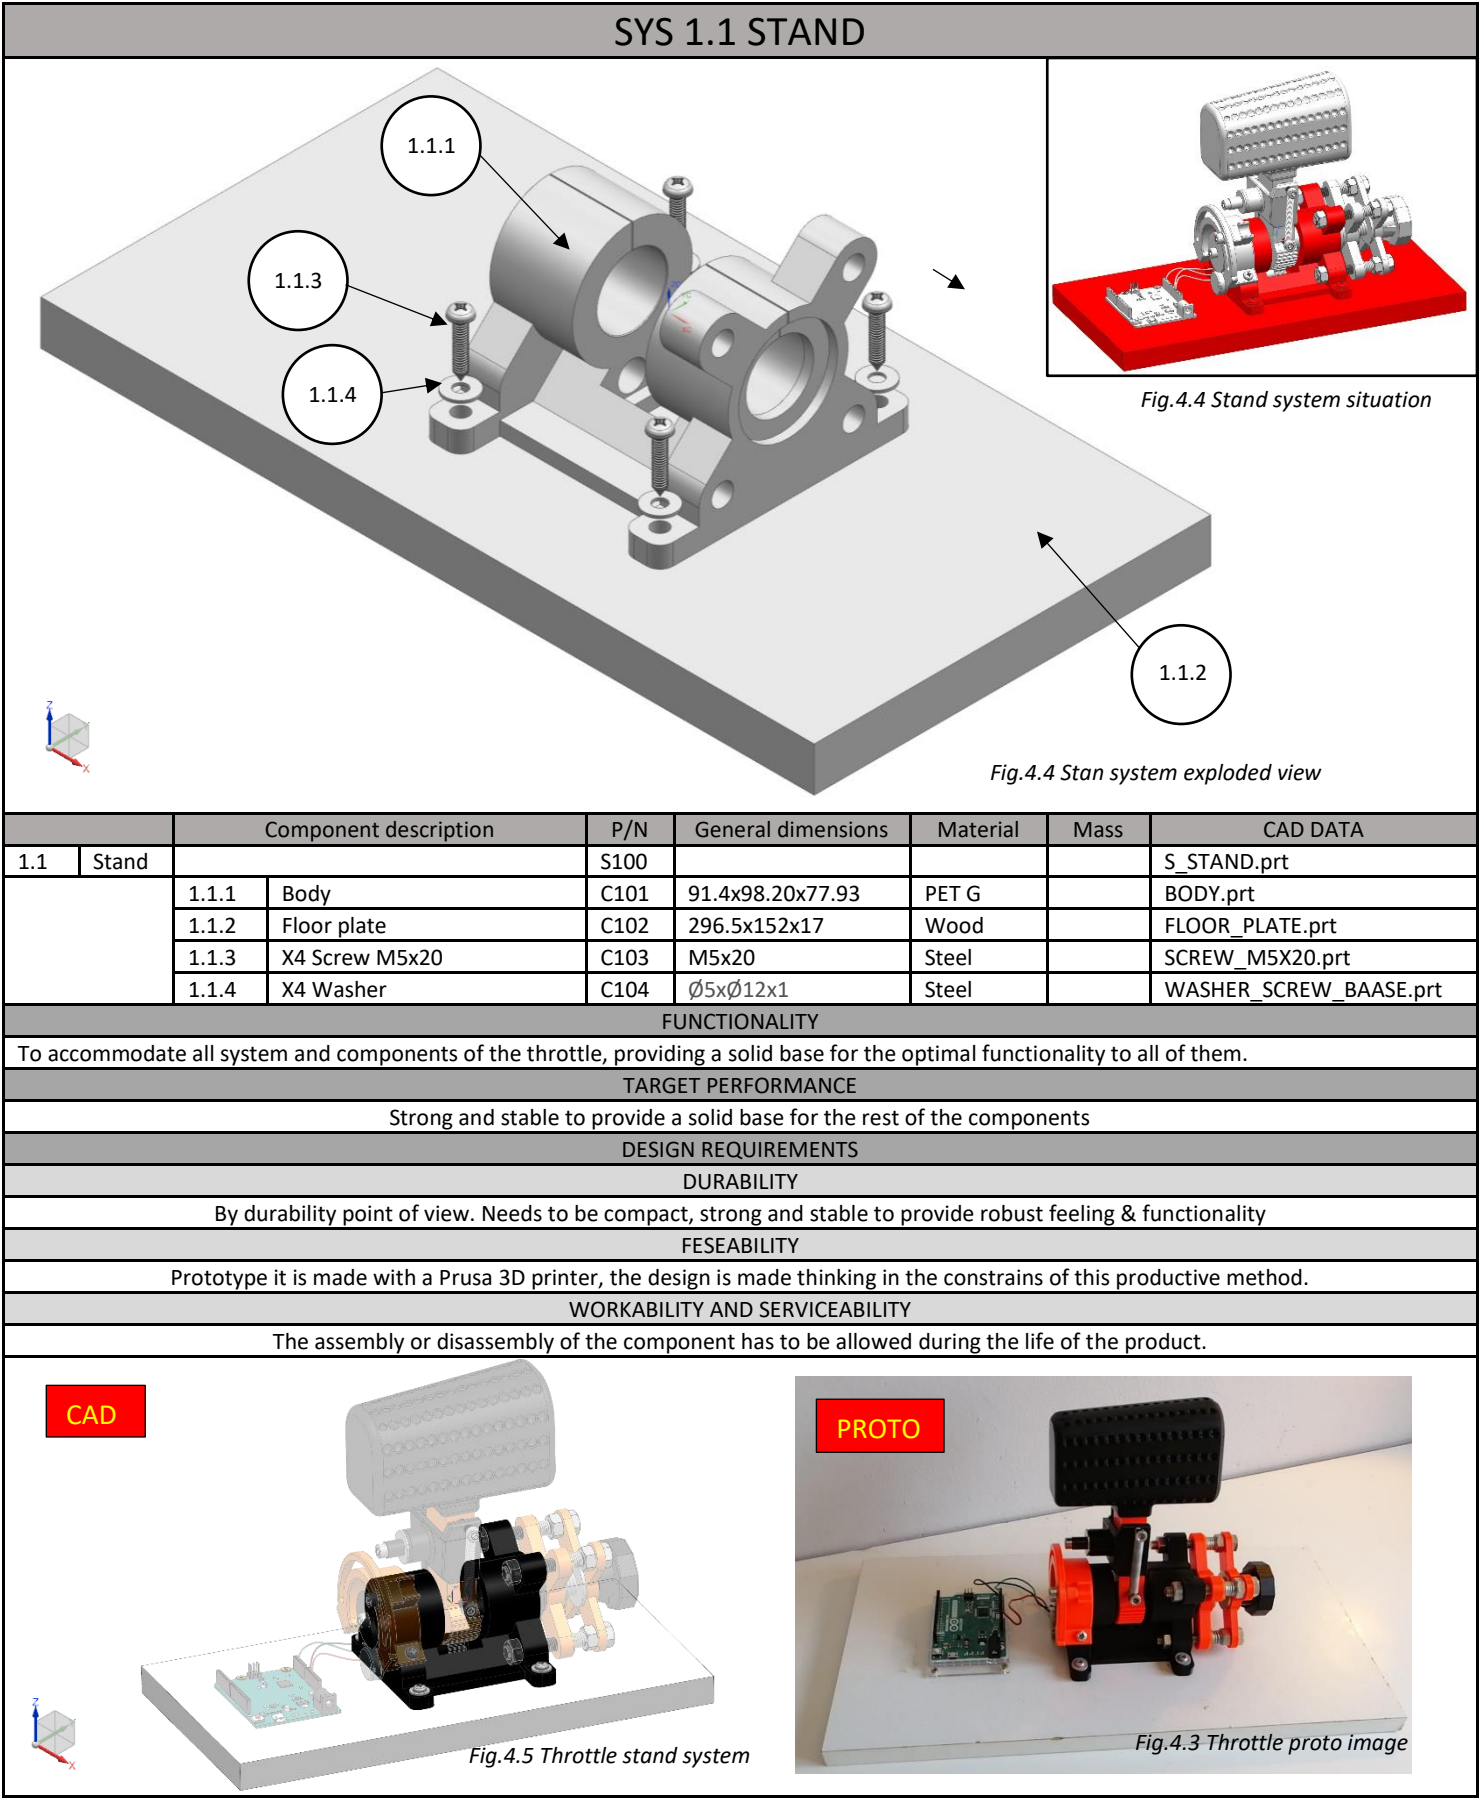 SYS 1.1 STAND
1.1.1
1.1.3
1.1.4
Fig.4.4 Stand system situation
1.1.2
Z
X
Fig.4.4 Stan system exploded view
Component description P/N General dimensions Material Mass CAD DATA
1.1 Stand S100 S_STAND.prt
1.1.1 Body C101 91.4x98.20x77.93 PET G BODY.prt
1.1.2 Floor plate C102 296.5x152x17 Wood FLOOR_PLATE.prt
1.1.3 X4 Screw M5x20 C103 M5x20 Steel SCREW_M5X20.prt
1.1.4 X4 Washer C104 Ø5xØ12x1 Steel WASHER_SCREW_BAASE.prt
FUNCTIONALITY
To accommodate all system and components of the throttle, providing a solid base for the optimal functionality to all of them.
TARGET PERFORMANCE
Strong and stable to provide a solid base for the rest of the components
DESIGN REQUIREMENTS
DURABILITY
By durability point of view. Needs to be compact, strong and stable to provide robust feeling & functionality
FESEABILITY
Prototype it is made with a Prusa 3D printer, the design is made thinking in the constrains of this productive method.
WORKABILITY AND SERVICEABILITY
The assembly or disassembly of the component has to be allowed during the life of the product.
CAD
PROTO
Z
X
Fig.4.5 Throttle stand system
Fig.4.3 Throttle proto image